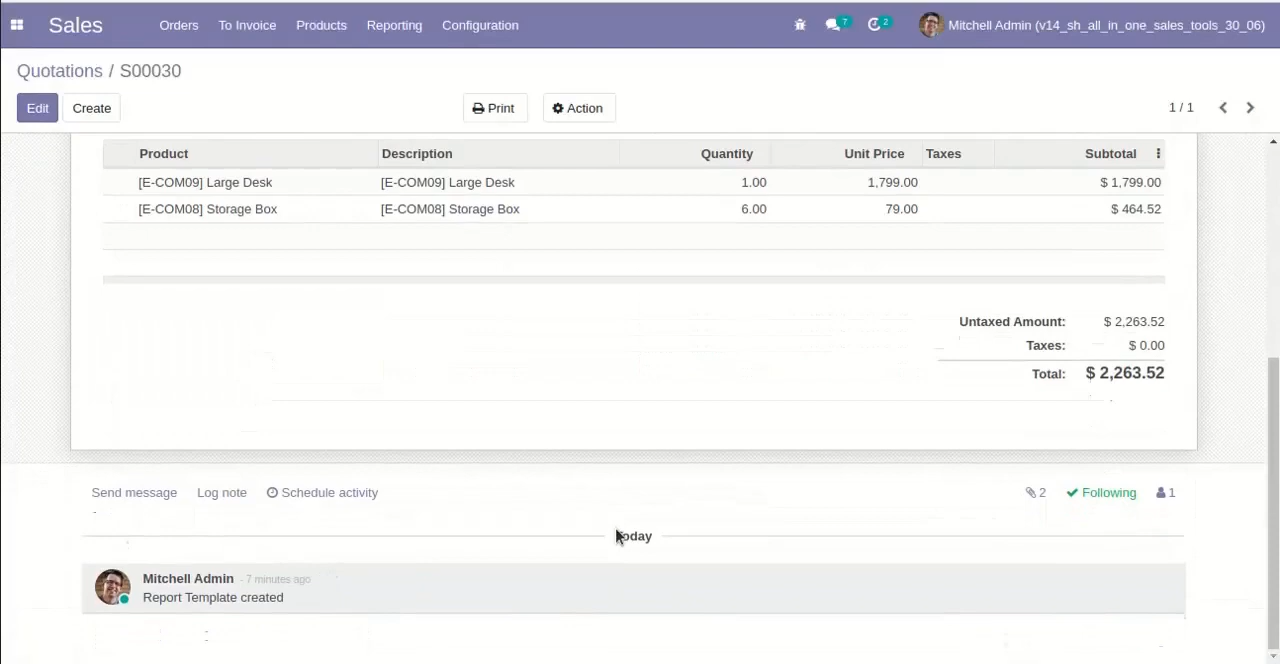 Sales Orders To Invoice Products Reporting Configuration 7 2 Mitchell Admin (v14_sh_all_in_one_sales_tools_30_06)
Quotations / S00030
Edit Create Print Action 1 / 1
Product Description Quantity Unit Price Taxes Subtotal
[E-COM09] Large Desk [E-COM09] Large Desk 1.00 1,799.00 $ 1,799.00
[E-COM08] Storage Box [E-COM08] Storage Box 6.00 79.00 $ 464.52
Untaxed Amount: $ 2,263.52
Taxes: $ 0.00
Total: $ 2,263.52
Send message Log note Schedule activity 2 Following 1
Today
Mitchell Admin - 7 minutes ago
Report Template created